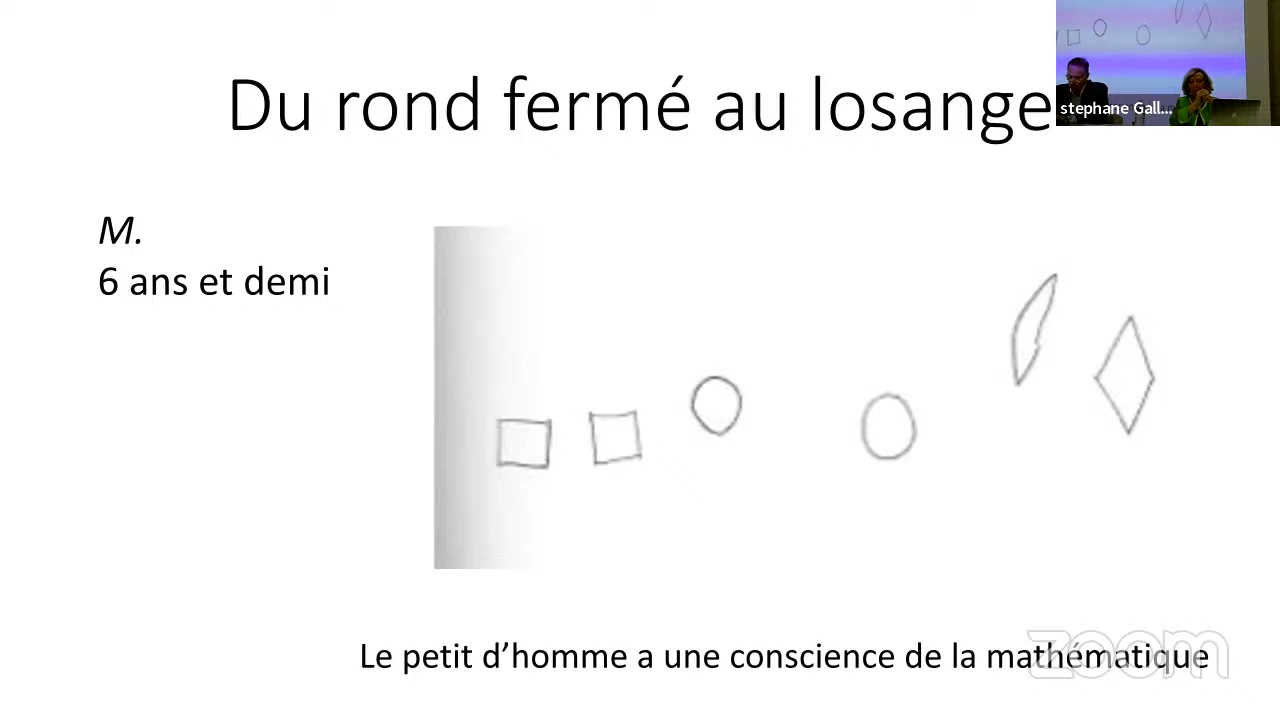 Du rond fermé au losange
stephane Gall...
M.
6 ans et demi
Le petit d’homme a une conscience de la mathématique
zoom